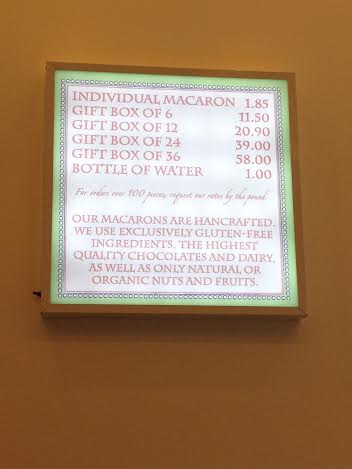 INDIVIDUAL MACARON 1.85
GIFT BOX OF 6 11.50
GIFT BOX OF 12 20.90
GIFT BOX OF 24 39.00
GIFT BOX OF 36 58.00
BOTTLE OF WATER 1.00
For orders over 100 pieces, request our rates by the pound.
OUR MACARONS ARE HANCRAFTED.
WE USE EXCLUSIVELY GLUTEN-FREE
INGREDIENTS, THE HIGHEST
QUALITY CHOCOLATES AND DAIRY,
AS WELL AS ONLY NATURAL OR
ORGANIC NUTS AND FRUITS.